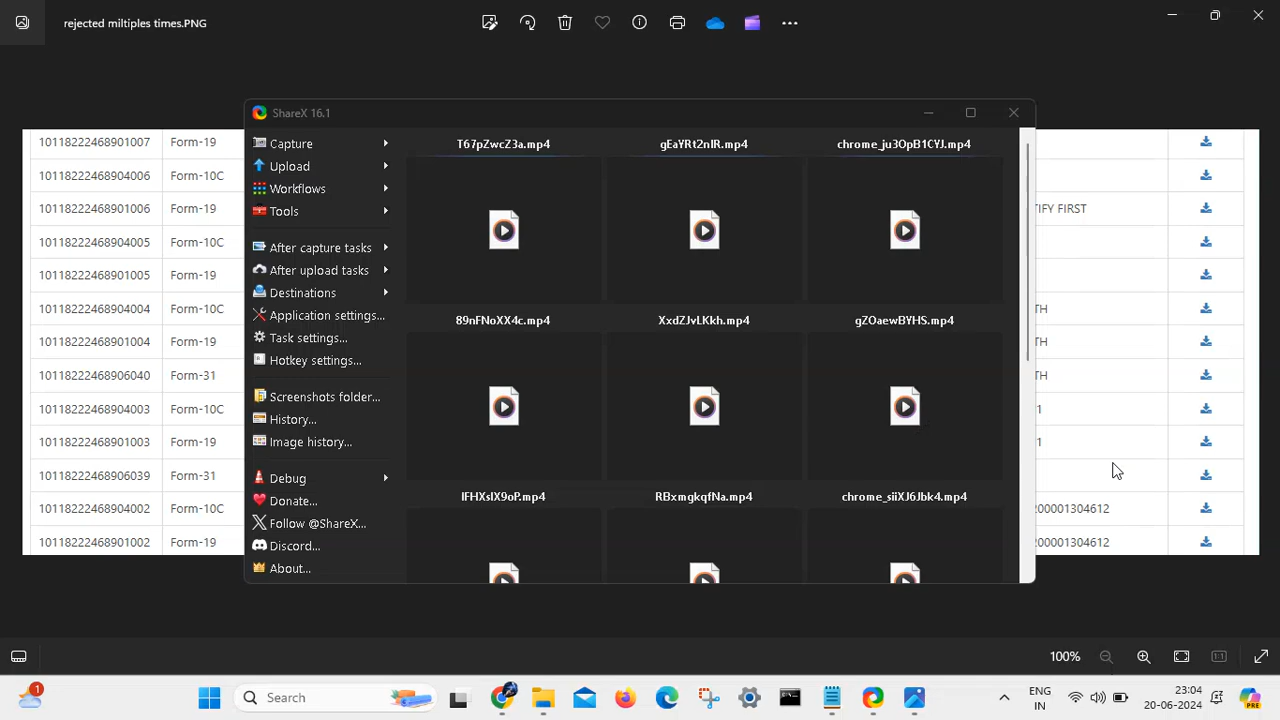 rejected miltiples times.PNG
ShareX 16.1
10118222468901007 Form-19
10118222468904006 Form-10C
10118222468901006 Form-19 TIFY FIRST
10118222468904005 Form-10C
10118222468901005 Form-19
10118222468904004 Form-10C TH
10118222468901004 Form-19 TH
10118222468906040 Form-31 TH
10118222468904003 Form-10C 1
10118222468901003 Form-19 1
10118222468906039 Form-31
10118222468904002 Form-10C 200001304612
10118222468901002 Form-19 200001304612
Capture
Upload
Workflows
Tools
After capture tasks
After upload tasks
Destinations
Application settings...
Task settings...
Hotkey settings...
Screenshots folder...
History...
Image history...
Debug
Donate...
Follow @ShareX...
Discord...
About...
T67pZwcZ3a.mp4 gEaYRt2nIR.mp4 chrome_ju3OpB1CYJ.mp4
89nFNoXX4c.mp4 XxdZJvLKkh.mp4 gZOaewBYHS.mp4
IFHXsIX9oP.mp4 RBxmgkqfNa.mp4 chrome_siiXJ6Jbk4.mp4
100% 1:1
1 Search ENG 23:04
IN 20-06-2024 PRE